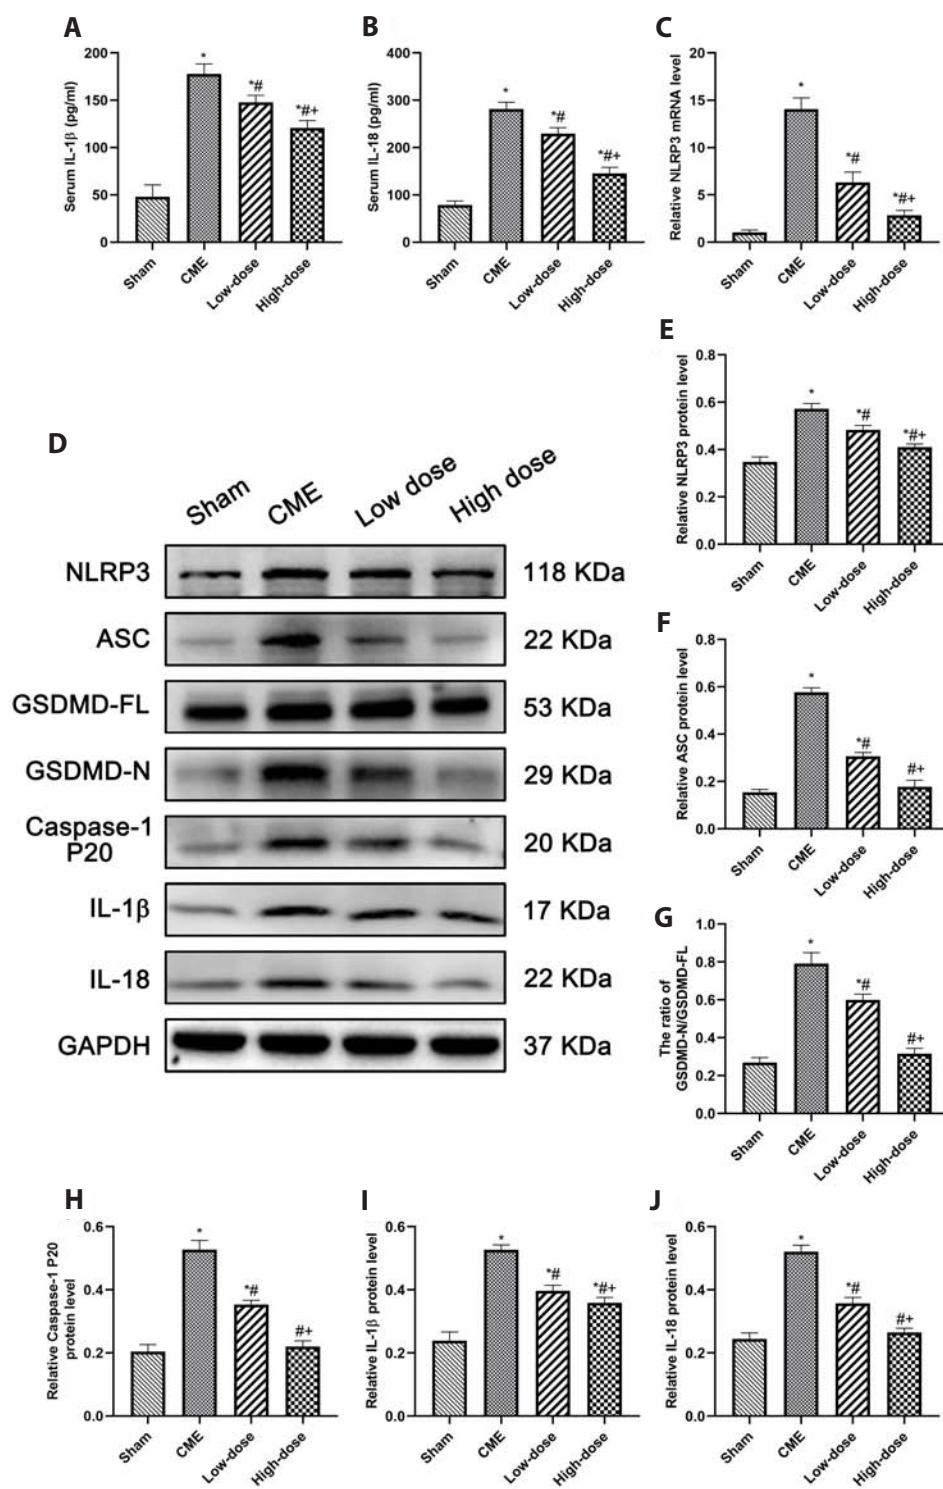 A
Serum IL-1β (pg/ml)
200
150
100
50
0
*
*#
*#+
Sham
CME
Low-dose
High-dose
B
Serum IL-18 (pg/ml)
400
300
200
100
0
*
*#
*#+
Sham
CME
Low-dose
High-dose
C
Relative NLRP3 mRNA level
20
15
10
5
0
*
*#
*#+
Sham
CME
Low-dose
High-dose
D
Sham
CME
Low dose
High dose
NLRP3 118 KDa
ASC 22 KDa
GSDMD-FL 53 KDa
GSDMD-N 29 KDa
Caspase-1
P20 20 KDa
IL-1β 17 KDa
IL-18 22 KDa
GAPDH 37 KDa
E
Relative NLRP3 protein level
0.8
0.6
0.4
0.2
0.0
*
*#
*#+
Sham
CME
Low-dose
High-dose
F
Relative ASC protein level
0.8
0.6
0.4
0.2
0.0
*
*#
#+
Sham
CME
Low-dose
High-dose
G
The ratio of
GSDMD-N/GSDMD-FL
1.0
0.8
0.6
0.4
0.2
0.0
*
*#
#+
Sham
CME
Low-dose
High-dose
H
Relative Caspase-1 P20
protein level
0.6
0.4
0.2
0.0
*
*#
#+
Sham
CME
Low-dose
High-dose
I
Relative IL-1β protein level
0.6
0.4
0.2
0.0
*
*#
*#+
Sham
CME
Low-dose
High-dose
J
Relative IL-18 protein level
0.6
0.4
0.2
0.0
*
*#
#+
Sham
CME
Low-dose
High-dose